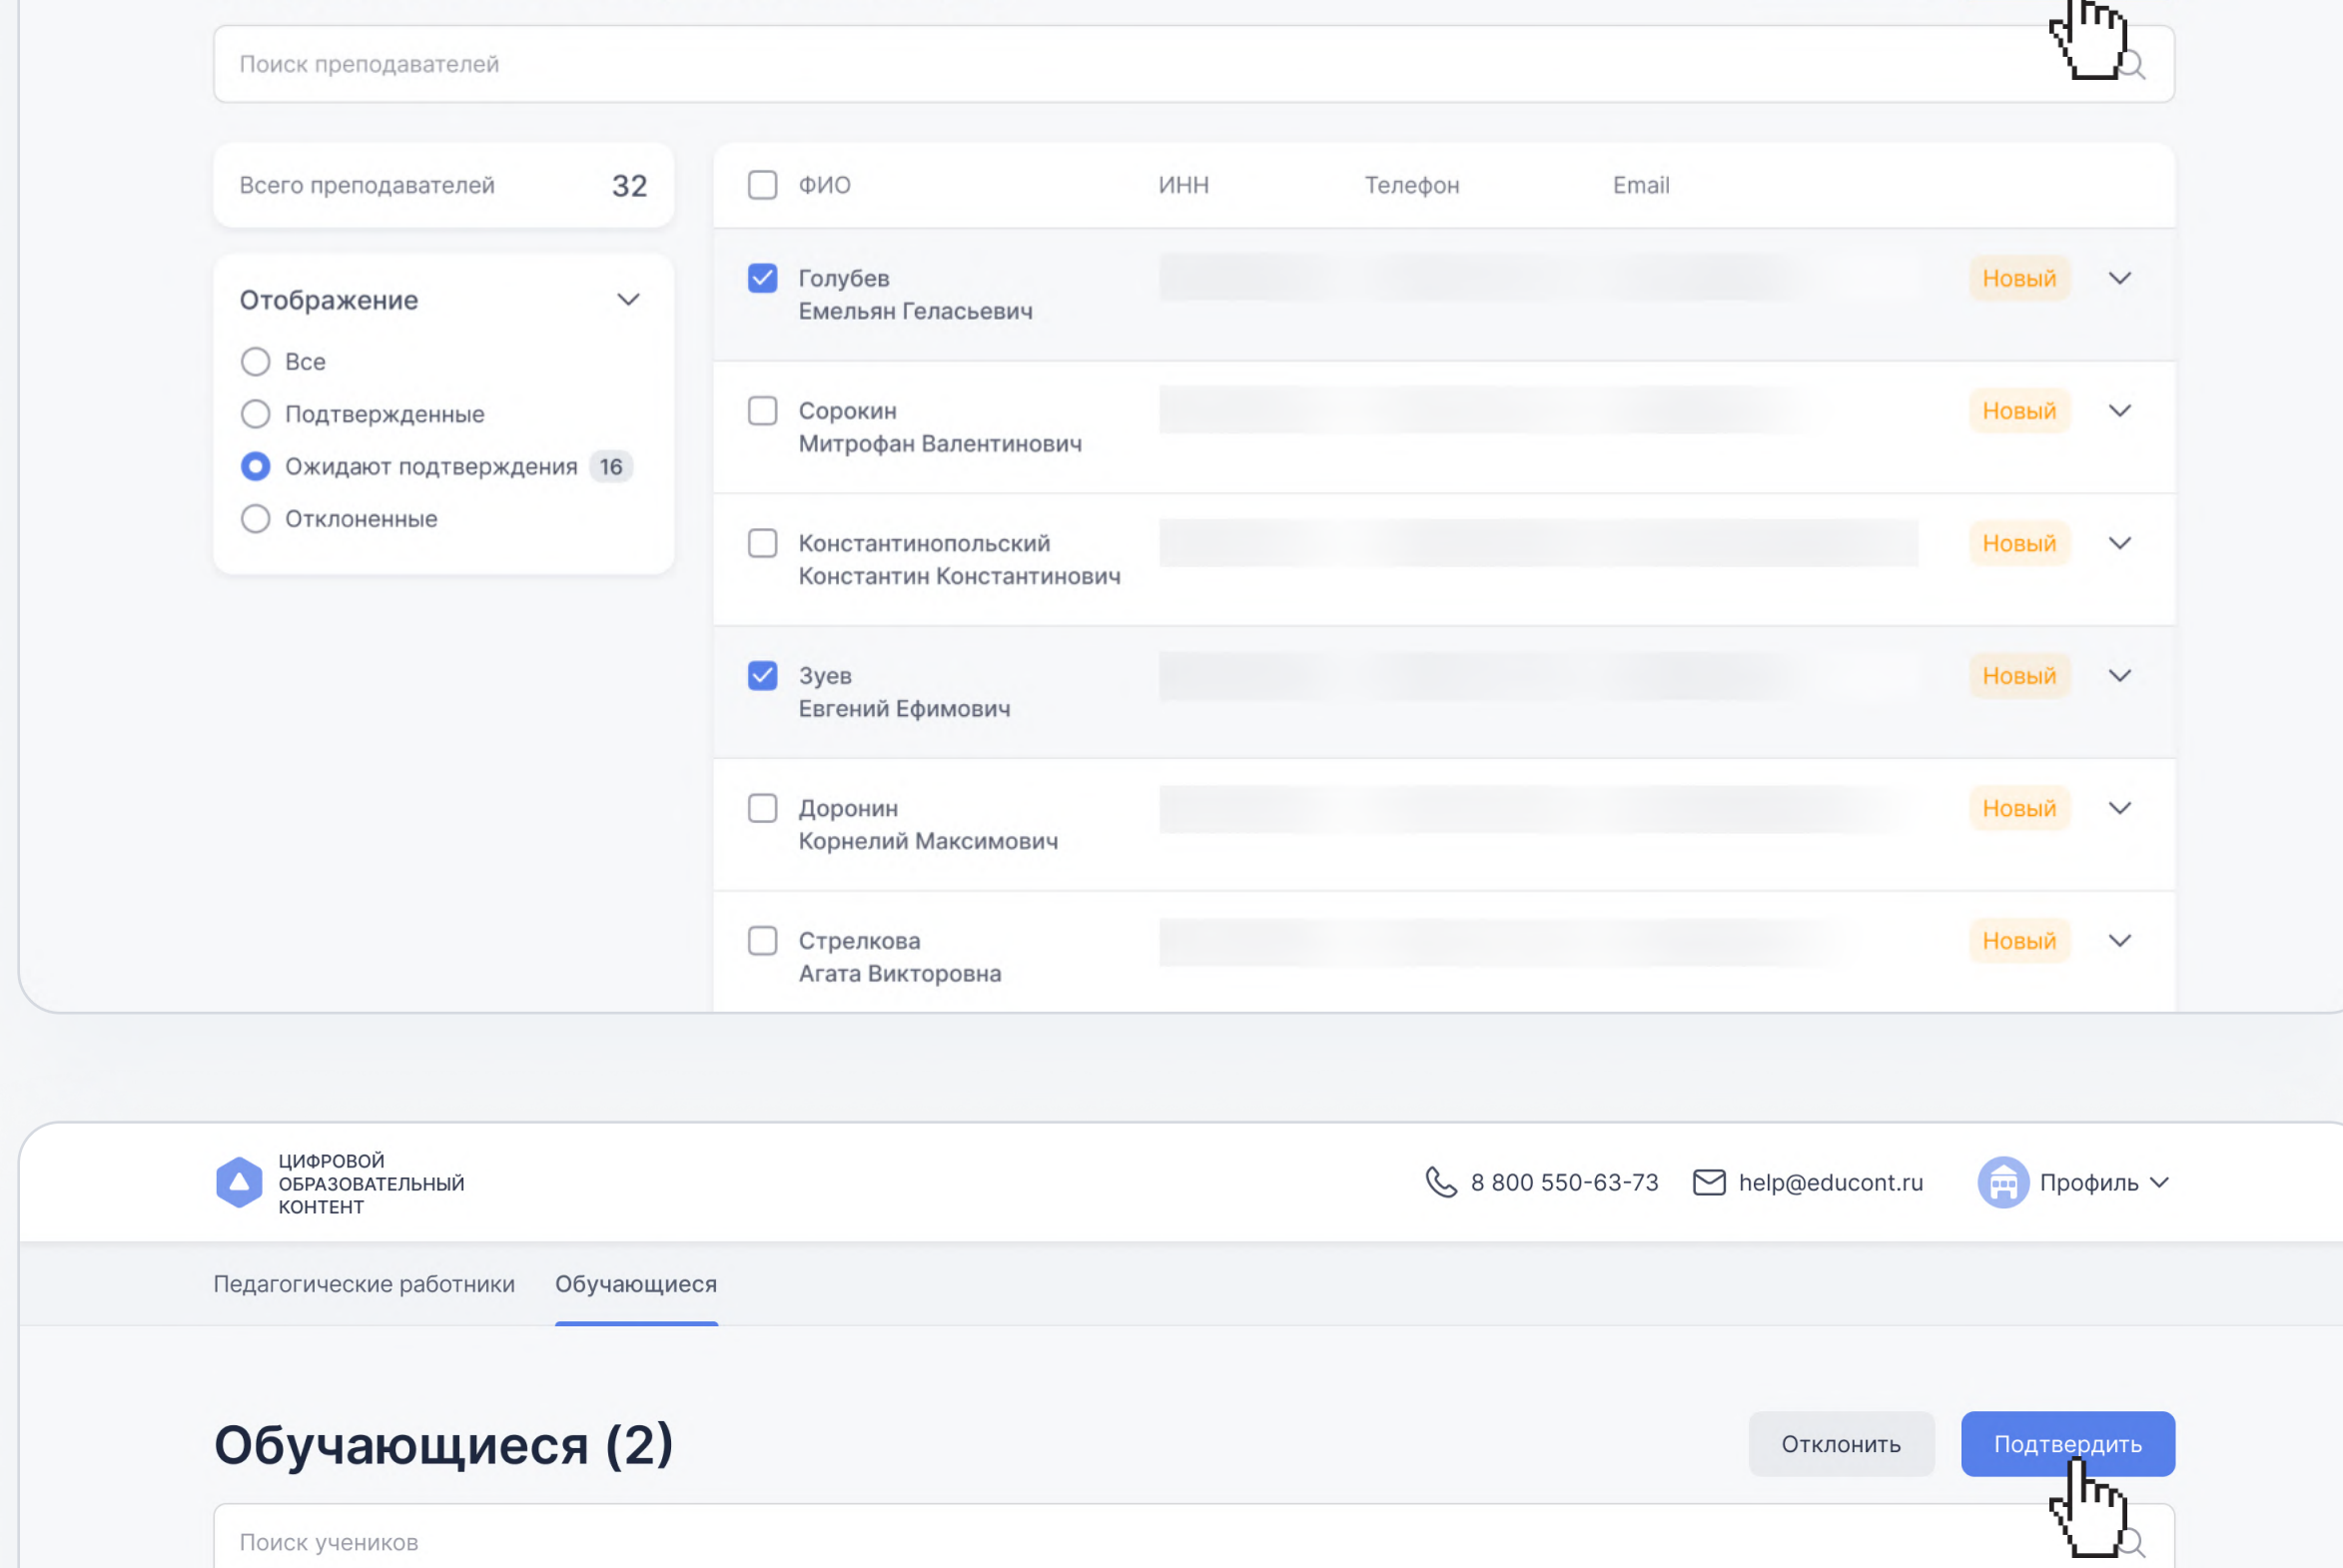 Поиск преподавателей
Всего преподавателей 32
Отображение
Все
Подтвержденные
Ожидают подтверждения 16
Отклоненные
ФИО ИНН Телефон Email
Голубев Новый
Емельян Геласьевич
Сорокин Новый
Митрофан Валентинович
Константинопольский Новый
Константин Константинович
Зуев Новый
Евгений Ефимович
Доронин Новый
Корнелий Максимович
Стрелкова Новый
Агата Викторовна
ЦИФРОВОЙ
ОБРАЗОВАТЕЛЬНЫЙ
КОНТЕНТ
8 800 550-63-73 help@educont.ru Профиль
Педагогические работники Обучающиеся
Обучающиеся (2) Отклонить Подтвердить
Поиск учеников